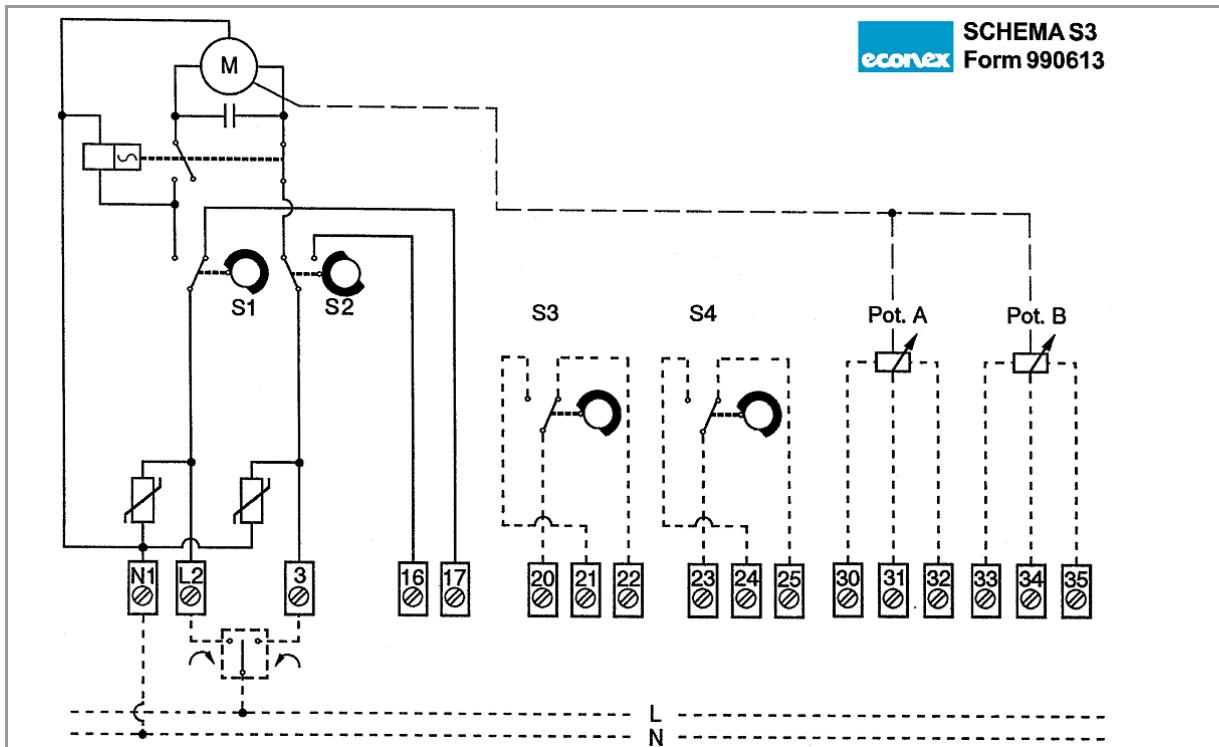 SCHEMA S3
econex Form 990613
M
S1 S2
S3 S4 Pot. A Pot. B
N1 L2 3 16 17 20 21 22 23 24 25 30 31 32 33 34 35
L
N